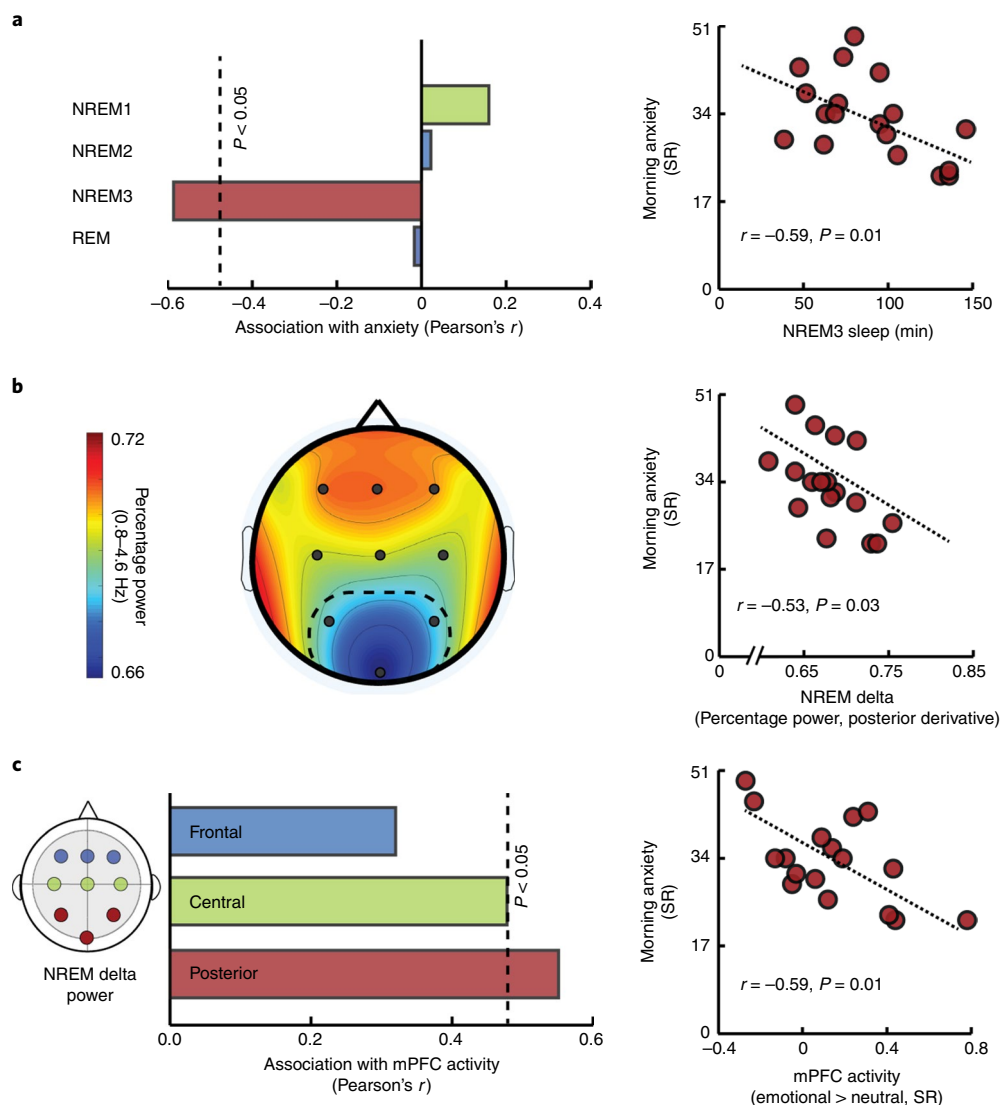 a
NREM1
NREM2
NREM3
REM
P < 0.05
–0.6
–0.4
–0.2
0
0.2
0.4
Association with anxiety (Pearson's r)
51
34
17
0
Morning anxiety
(SR)
r = –0.59, P = 0.01
0
50
100
150
NREM3 sleep (min)
b
0.72
0.66
Percentage power
(0.8–4.6 Hz)
51
34
17
0
Morning anxiety
(SR)
r = –0.53, P = 0.03
0
0.65
0.75
0.85
NREM delta
(Percentage power, posterior derivative)
c
NREM delta
power
Frontal
Central
Posterior
P < 0.05
0.0
0.2
0.4
0.6
Association with mPFC activity
(Pearson's r)
51
34
17
0
Morning anxiety
(SR)
r = –0.59, P = 0.01
–0.4
0
0.4
0.8
mPFC activity
(emotional > neutral, SR)